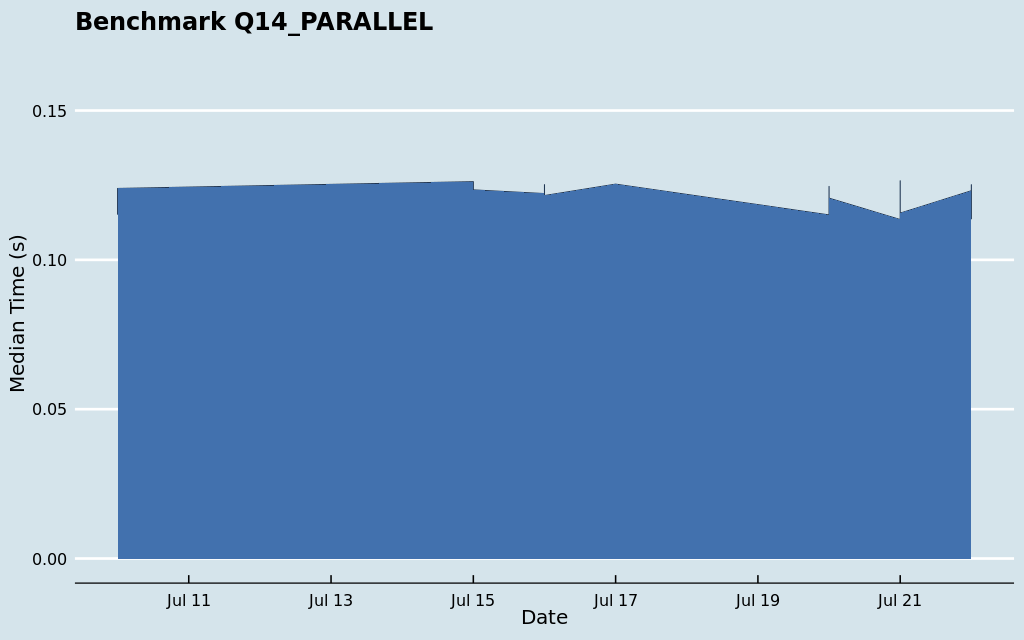 Benchmark Q14_PARALLEL
Median Time (s)
0.15
0.10
0.05
0.00
Jul 11 Jul 13 Jul 15 Jul 17 Jul 19 Jul 21
Date